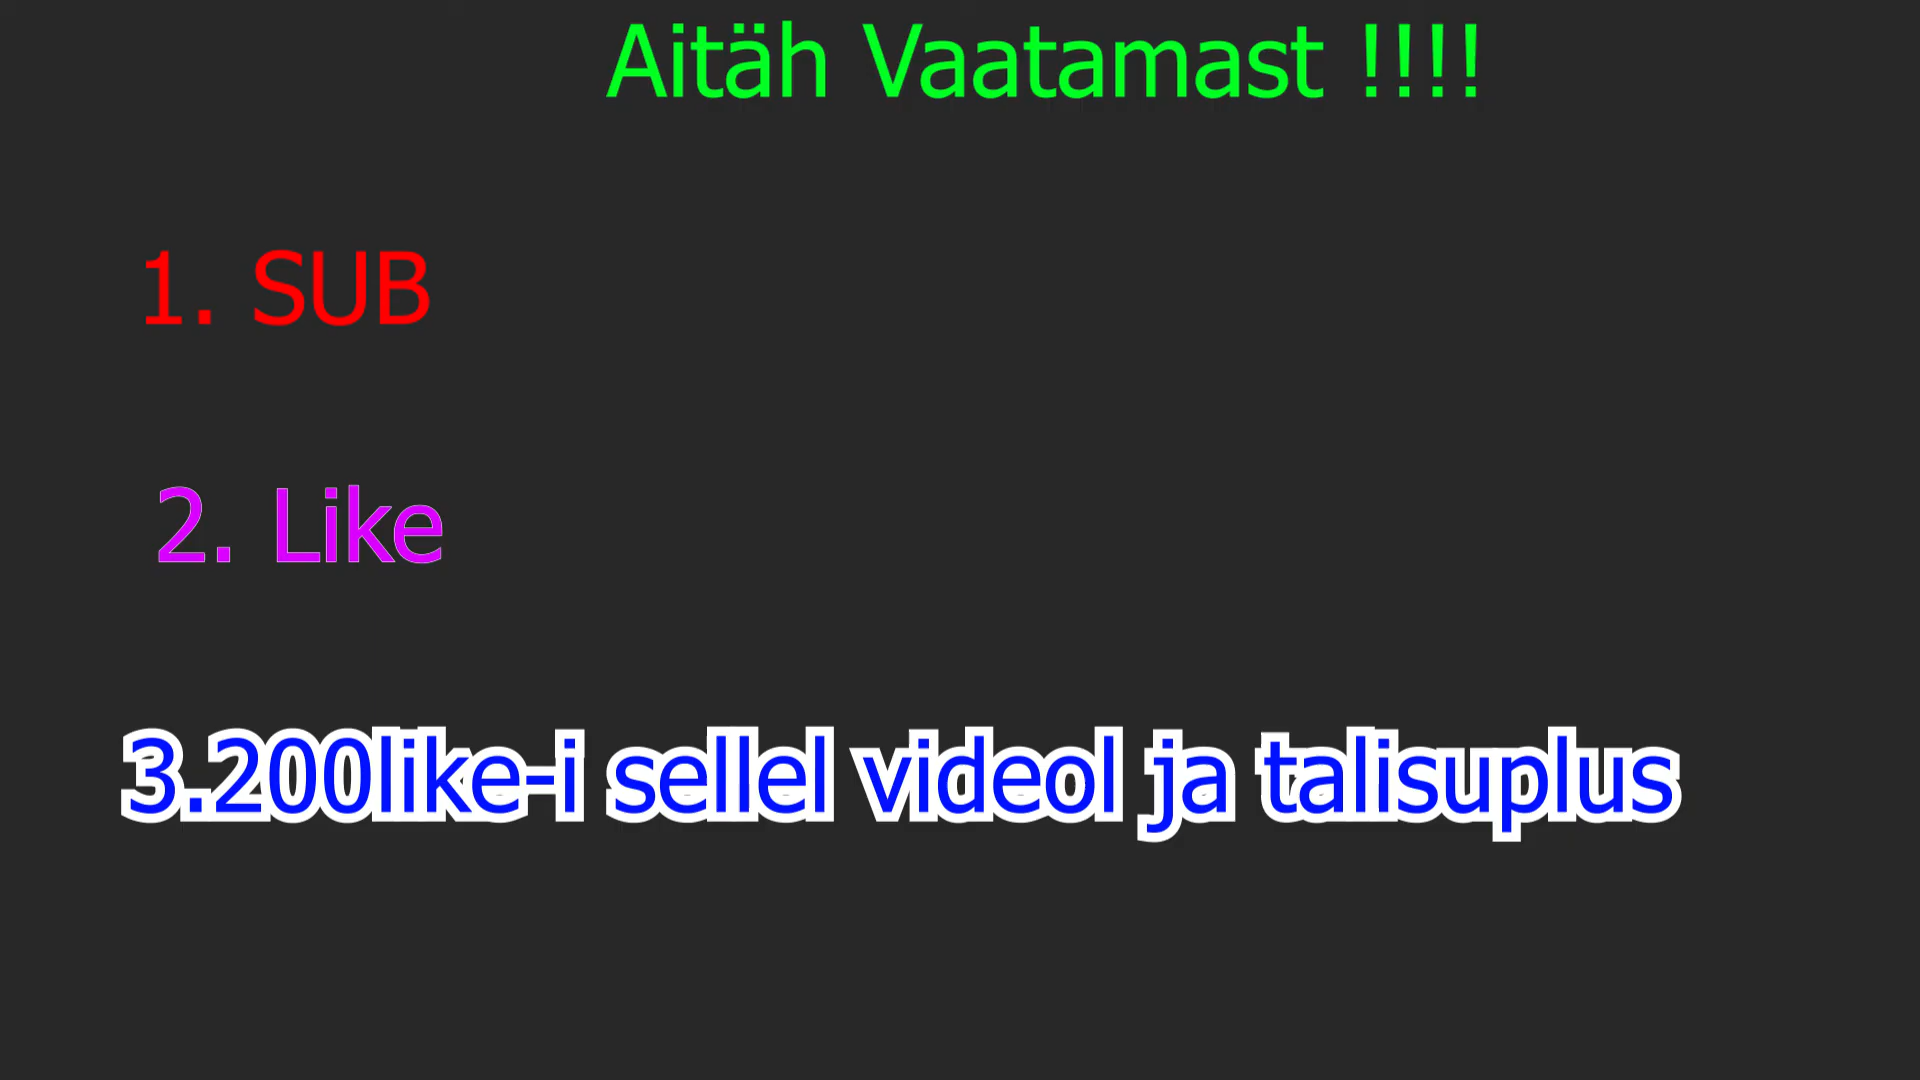 Aitäh Vaatamast !!!!
1. SUB
2. Like
3.200like-i sellel videol ja talisuplus